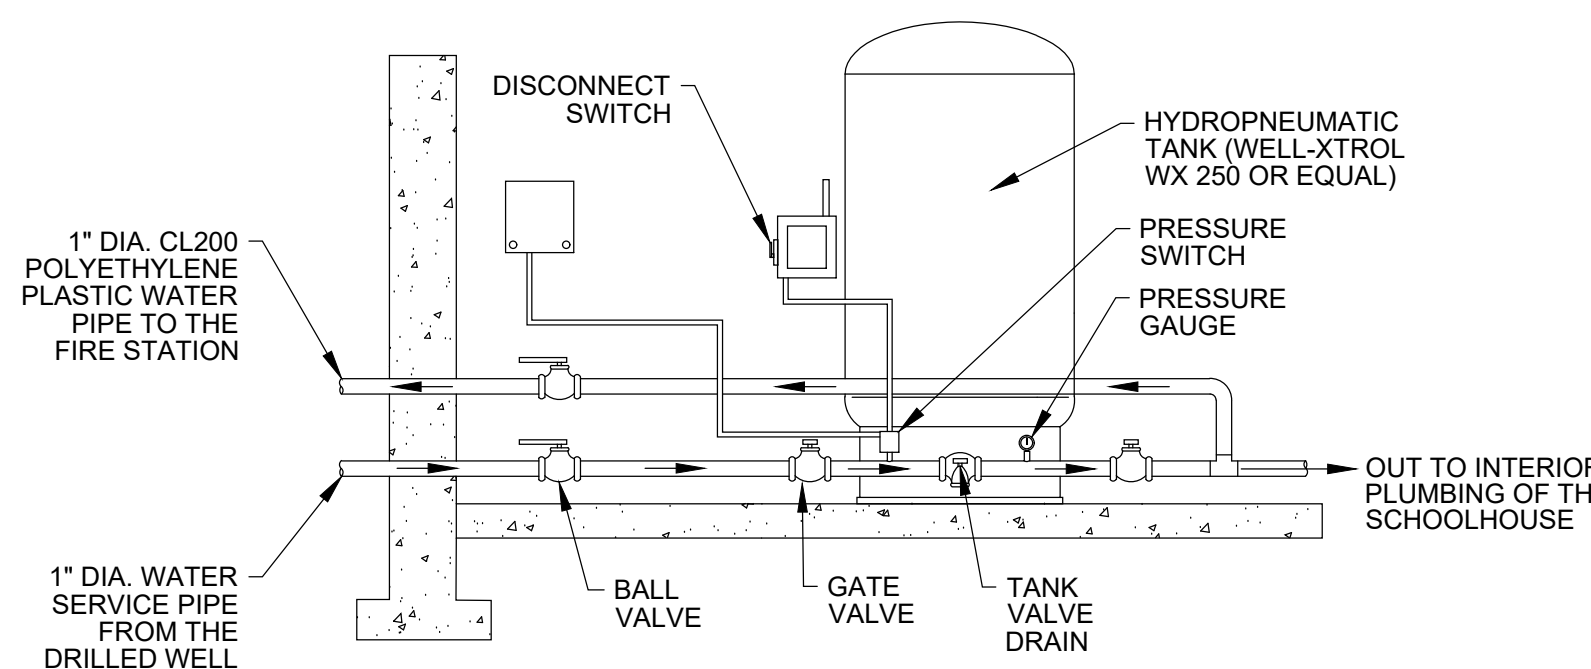 DISCONNECT
SWITCH
HYDROPNEUMATIC
TANK (WELL-XTROL
WX 250 OR EQUAL)
1" DIA. CL200
POLYETHYLENE
PLASTIC WATER
PIPE TO THE
FIRE STATION
PRESSURE
SWITCH
PRESSURE
GAUGE
OUT TO INTERIOR
PLUMBING OF TH
SCHOOLHOUSE
1" DIA. WATER
SERVICE PIPE
FROM THE
DRILLED WELL
BALL
VALVE
GATE
VALVE
TANK
VALVE
DRAIN